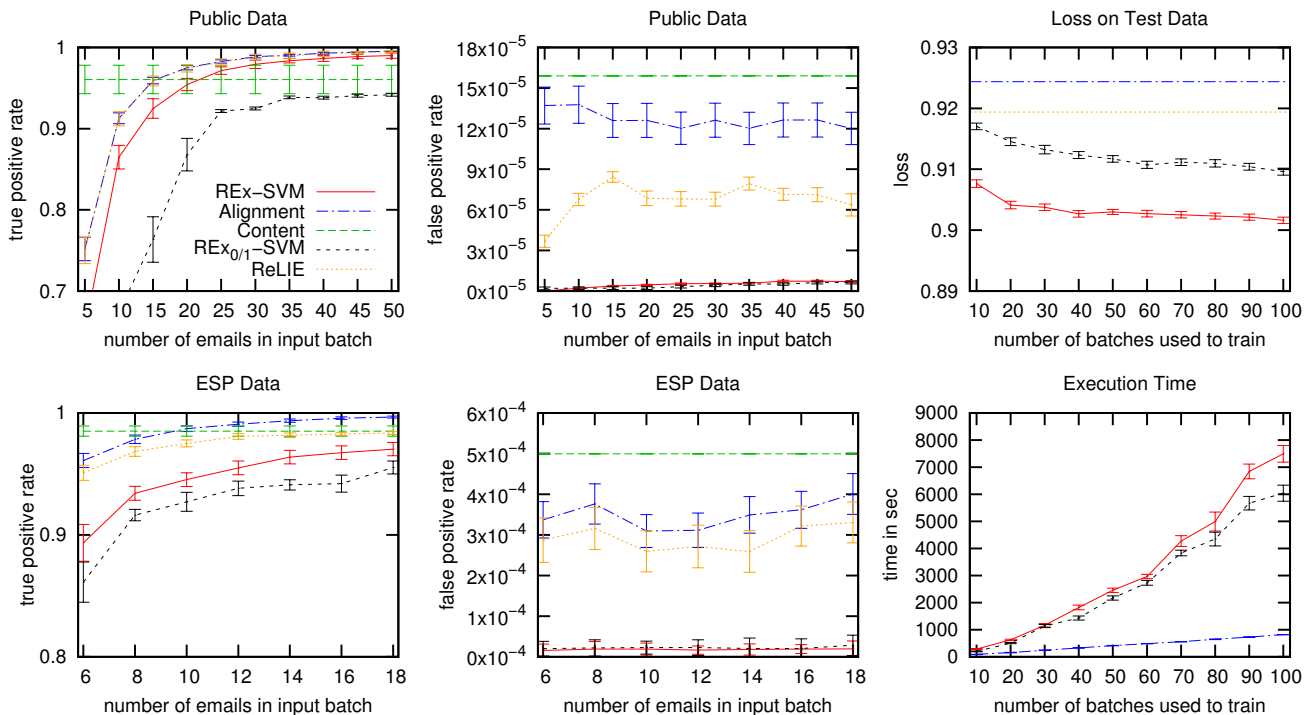 Public Data
true positive rate
1
0.9
0.8
0.7
5 10 15 20 25 30 35 40 45 50
number of emails in input batch
REx−SVM
Alignment
Content
REx0/1−SVM
ReLIE
Public Data
false positive rate
18x10-5
15x10-5
12x10-5
9x10-5
6x10-5
3x10-5
0x10-5
5 10 15 20 25 30 35 40 45 50
number of emails in input batch
Loss on Test Data
loss
0.93
0.92
0.91
0.9
0.89
10 20 30 40 50 60 70 80 90 100
number of batches used to train
ESP Data
true positive rate
1
0.9
0.8
6 8 10 12 14 16 18
number of emails in input batch
ESP Data
false positive rate
6x10-4
5x10-4
4x10-4
3x10-4
2x10-4
1x10-4
0x10-4
6 8 10 12 14 16 18
number of emails in input batch
Execution Time
time in sec
9000
8000
7000
6000
5000
4000
3000
2000
1000
0
10 20 30 40 50 60 70 80 90 100
number of batches used to train